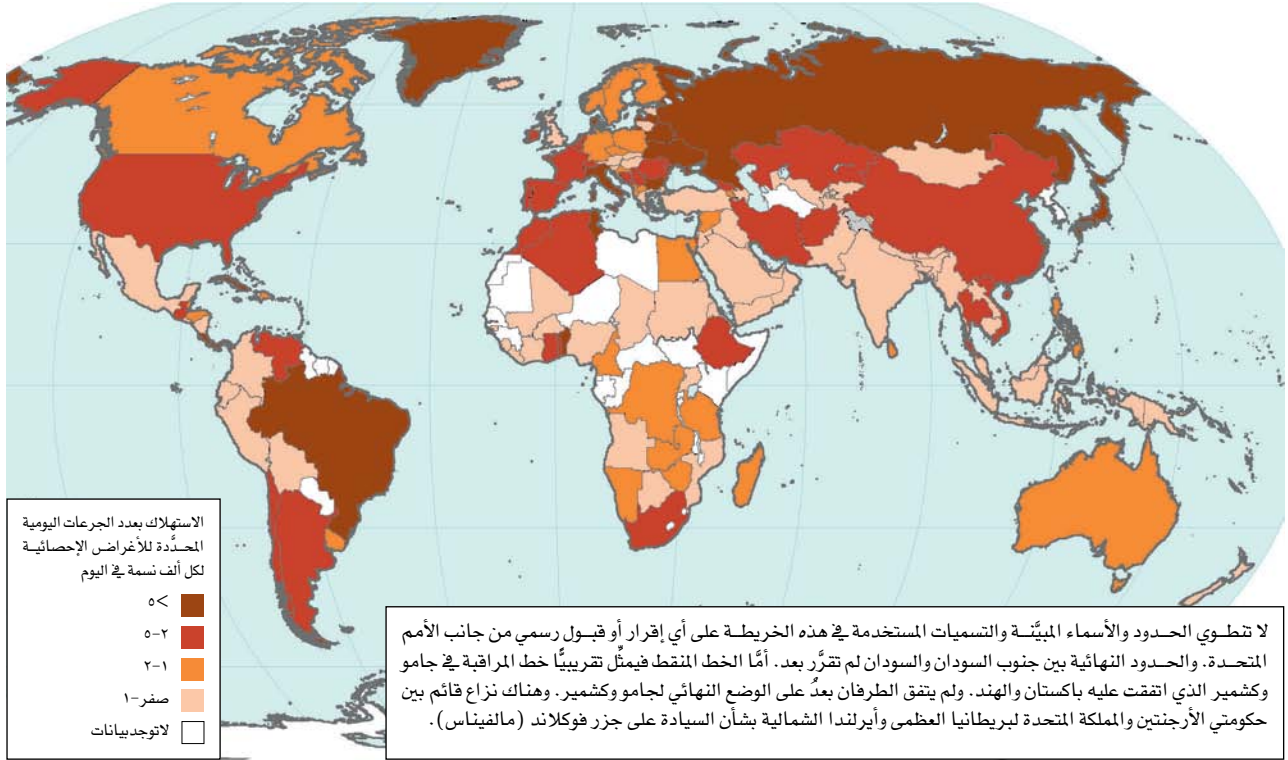 الاستهلاك بعدد الجرعات اليومية
المحـدَّدة للأغراض الإحصائيـة
لكل ألف نسمة في اليوم
>٥
٢-٥
١-٢
صفر-١
لا توجد بيانات
لا تنطـوي الحـدود والأسماء المبيَّنـة والتسميات المستخدمة في هذه الخريطـة على أي إقرار أو قبـول رسمي من جانب الأمم
المتحـدة. والحـدود النهائية بين جنوب السودان والسودان لم تقرَّر بعد. أمَّا الخط المنقط فيمثِّل تقريبيًّا خط المراقبة في جامو
وكشمير الذي اتفقت عليه باكستان والهند. ولم يتفق الطرفان بعدُ على الوضع النهائي لجامو وكشمير. وهناك نزاع قائم بين
حكومتي الأرجنتين والمملكة المتحدة لبريطانيا العظمى وأيرلندا الشمالية بشأن السيادة على جزر فوكلاند (مالفيناس).